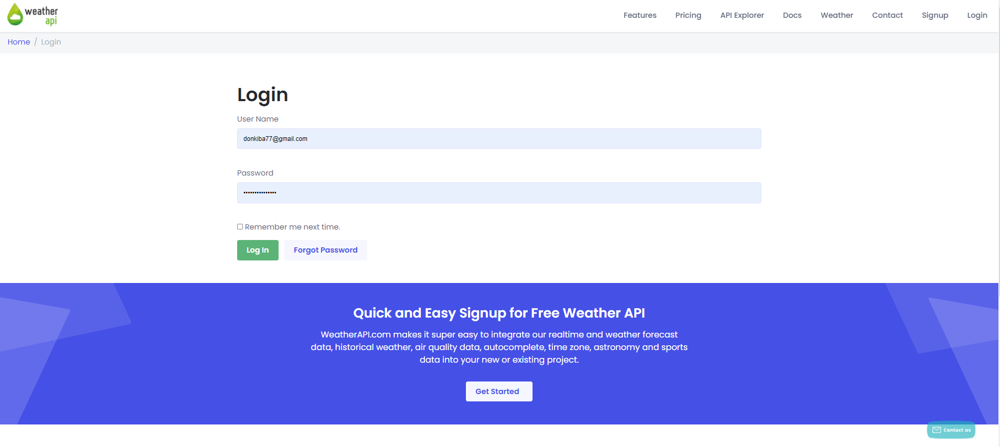 weather
api
Features Pricing API Explorer Docs Weather Contact Signup Login
Home / Login
Login
User Name
donkiba77@gmail.com
Password
••••••••••••••••
Remember me next time.
Log In Forgot Password
Quick and Easy Signup for Free Weather API
WeatherAPI.com makes it super easy to integrate our realtime and weather forecast
data, historical weather, air quality data, autocomplete, time zone, astronomy and sports
data into your new or existing project.
Get Started
Contact us